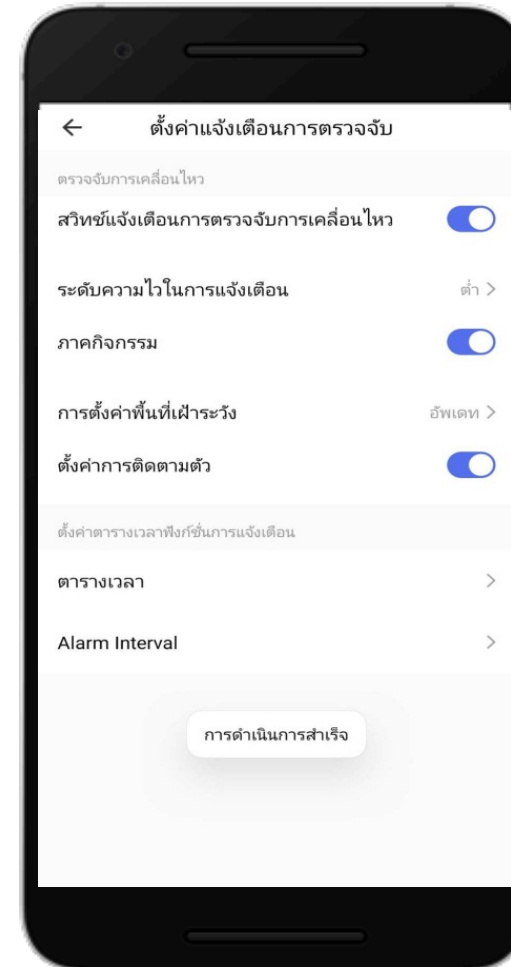 ตั้งค่าแจ้งเตือนการตรวจจับ
ตรวจจับการเคลื่อนไหว
สวิทซ์แจ้งเตือนการตรวจจับการเคลื่อนไหว
ระดับความไวในการแจ้งเตือน ต่ำ
ภาคกิจกรรม
การตั้งค่าพื้นที่เฝ้าระวัง อัพเดท
ตั้งค่าการติดตามตัว
ตั้งค่าตารางเวลาฟังก์ชั่นการแจ้งเตือน
ตารางเวลา
Alarm Interval
การดำเนินการสำเร็จ